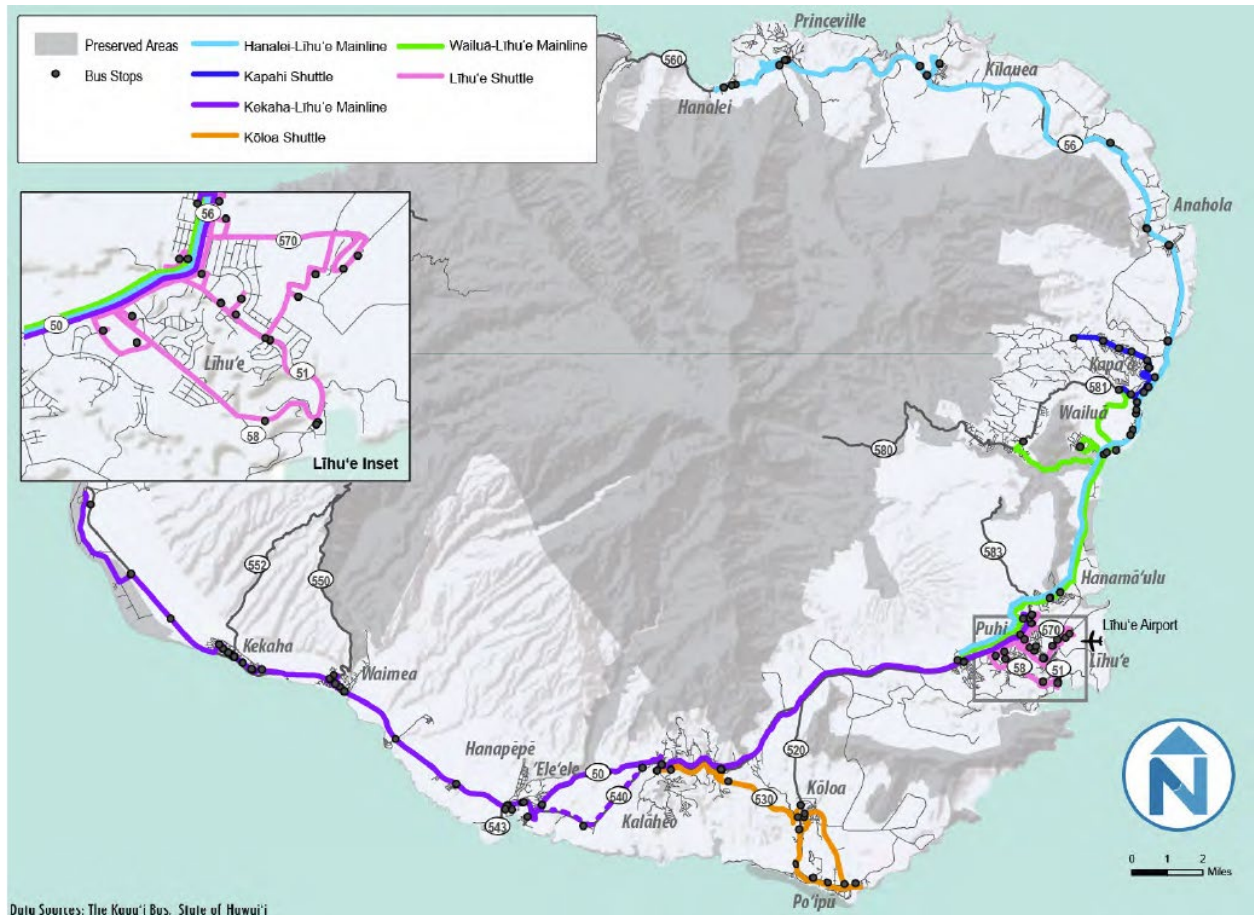 Preserved Areas
Bus Stops
Hanalei-Līhu'e Mainline
Kapahi Shuttle
Kekaha-Līhu'e Mainline
Kōloa Shuttle
Wailuā-Līhu'e Mainline
Līhu'e Shuttle
Princeville
560
Hanalei
Kīlauea
56
Anahola
56
570
50
Līhu'e
51
58
Līhu'e Inset
Kapa'a
581
Wailuā
580
583
Hanamā'ulu
552
550
Kekaha
Waimea
Puhi
570
Līhu'e Airport
Līhu'e
58
51
Hanapēpē
'Ele'ele
50
540
543
Kalāheo
520
530
Kōloa
Po'ipū
N
0 1 2
Miles
Data Sources: The Kaua'i Bus, State of Hawai'i